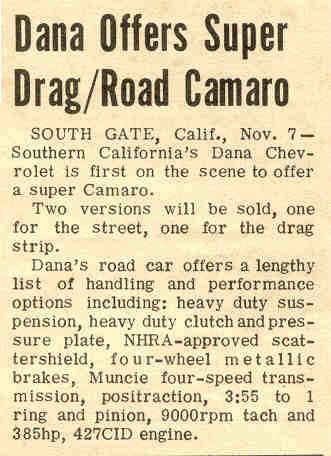 Dana Offers Super
Drag/Road Camaro
SOUTH GATE, Calif., Nov. 7—
Southern California's Dana Chev-
rolet is first on the scene to offer
a super Camaro.
Two versions will be sold, one
for the street, one for the drag
strip.
Dana's road car offers a lengthy
list of handling and performance
options including: heavy duty sus-
pension, heavy duty clutch and pres-
sure plate, NHRA-approved scat-
tershield, four-wheel metallic
brakes, Muncie four-speed trans-
mission, positraction, 3:55 to 1
ring and pinion, 9000rpm tach and
385hp, 427CID engine.